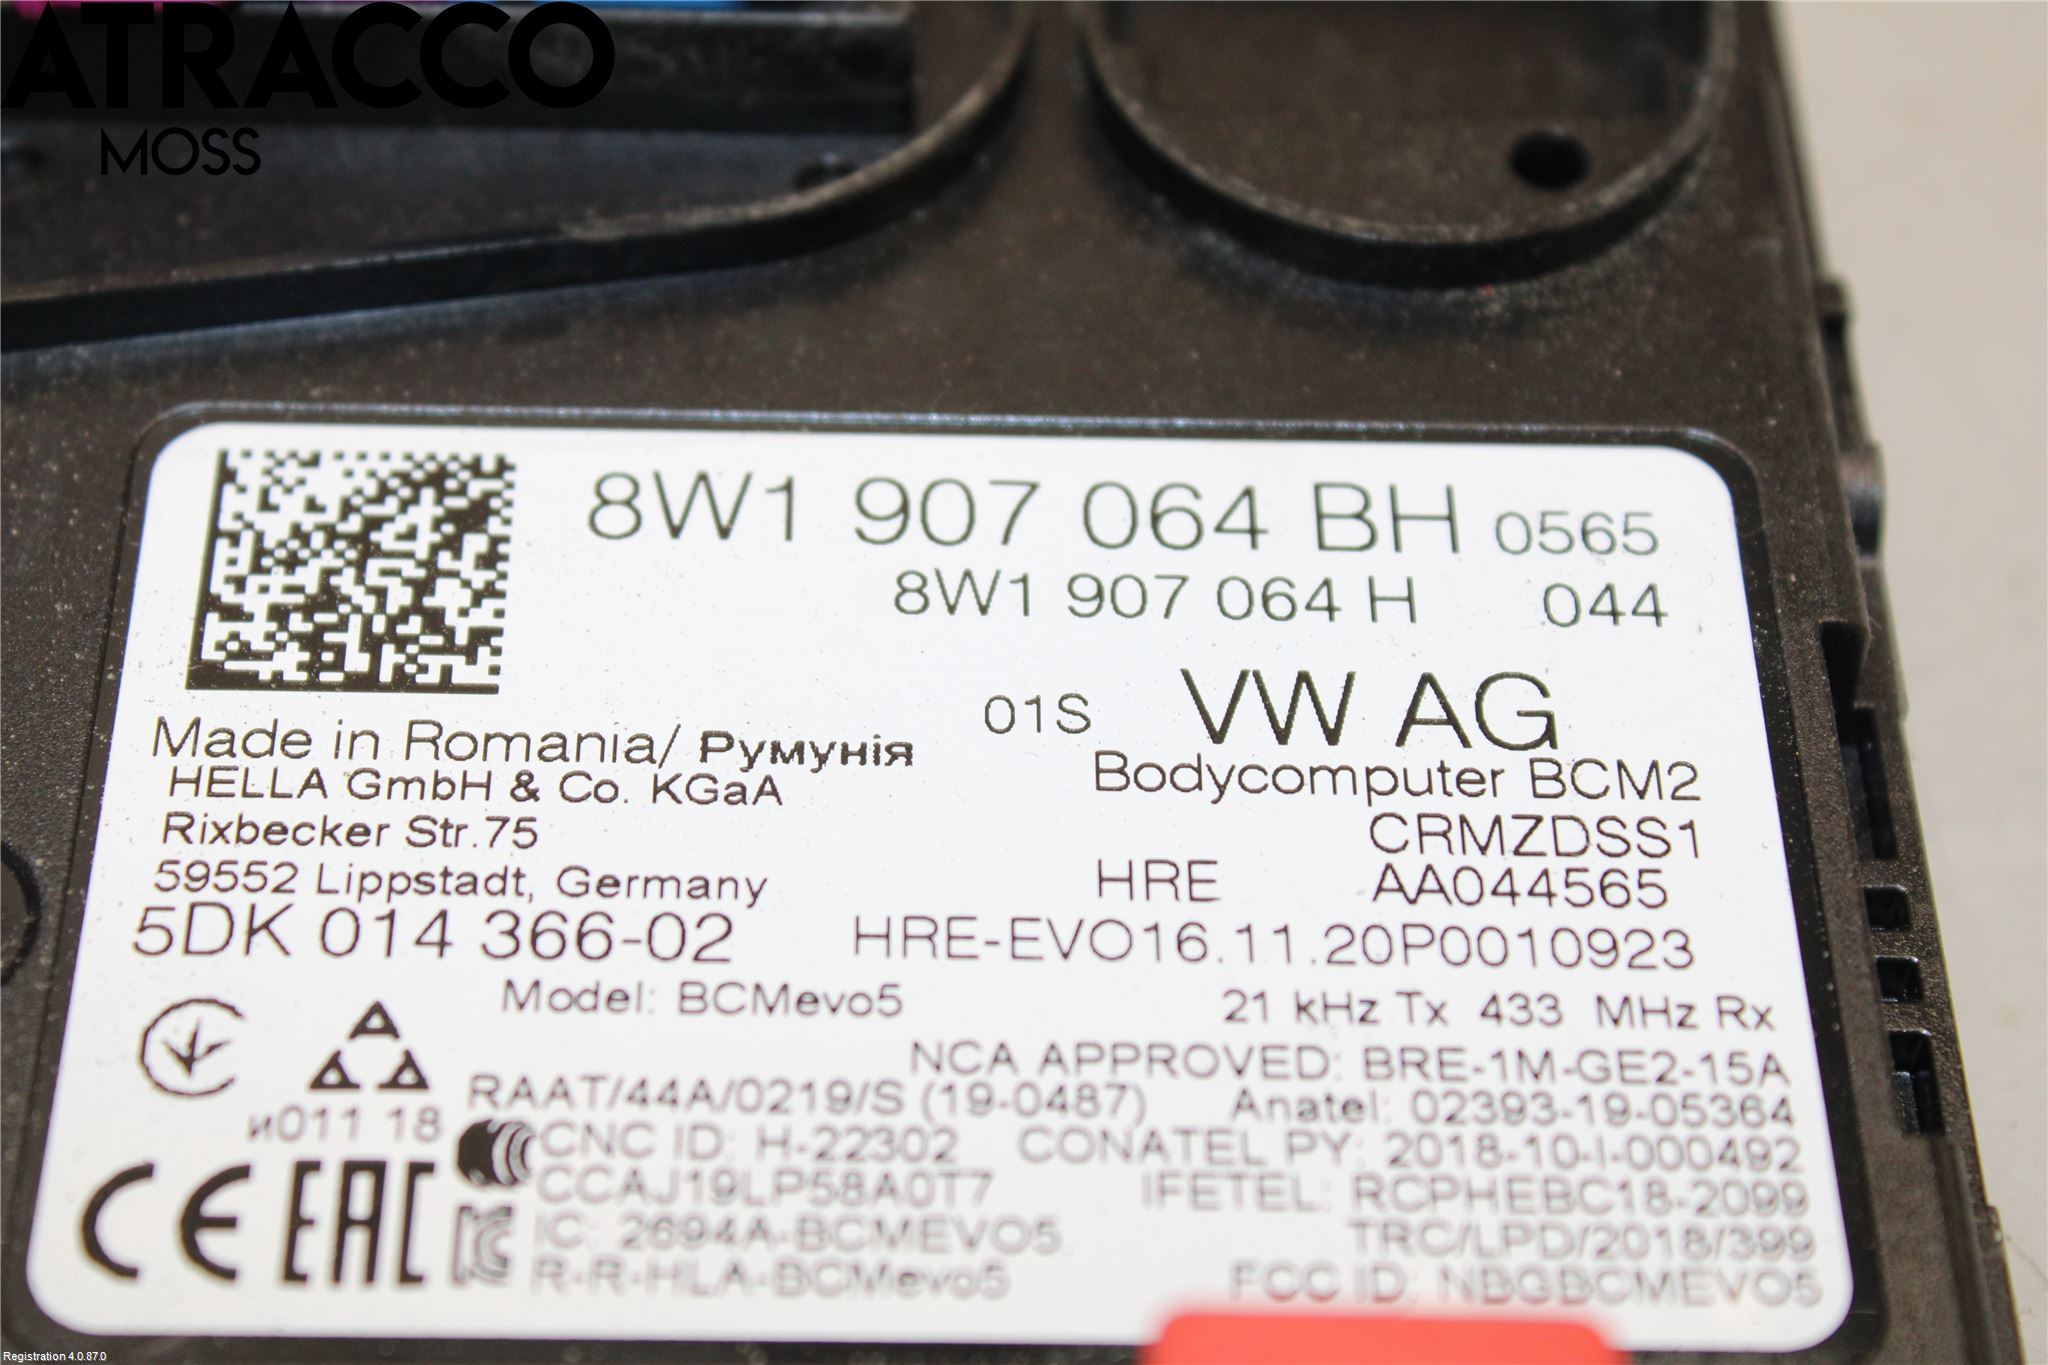 ATRACCO
MOSS
8W1 907 064 BH 0565
8W1 907 064 H 044
01S VW AG
Made in Romania/ Румунія
Bodycomputer BCM2
HELLA GmbH & Co. KGaA
CRMZDSS1
Rixbecker Str.75
HRE AA044565
59552 Lippstadt, Germany
5DK 014 366-02 HRE-EVO16.11.20P0010923
Model: BCMevo5 21 kHz Tx 433 MHz Rx
NCA APPROVED: BRE-1M-GE2-15A
RAAT/44A/0219/S (19-0487) Anatel: 02393-19-05364
и011 18
CNC ID: H-22302 CONATEL PY: 2018-10-I-000492
CCAJ19LP58A0T7 IFETEL: RCPHEBC18-2099
CE EAC
IC: 2694A-BCMEVO5 TRC/LPD/2018/399
R-R-HLA-BCMevo5 FCC ID: NBGBCMEVO5
Registration 4.0.87.0